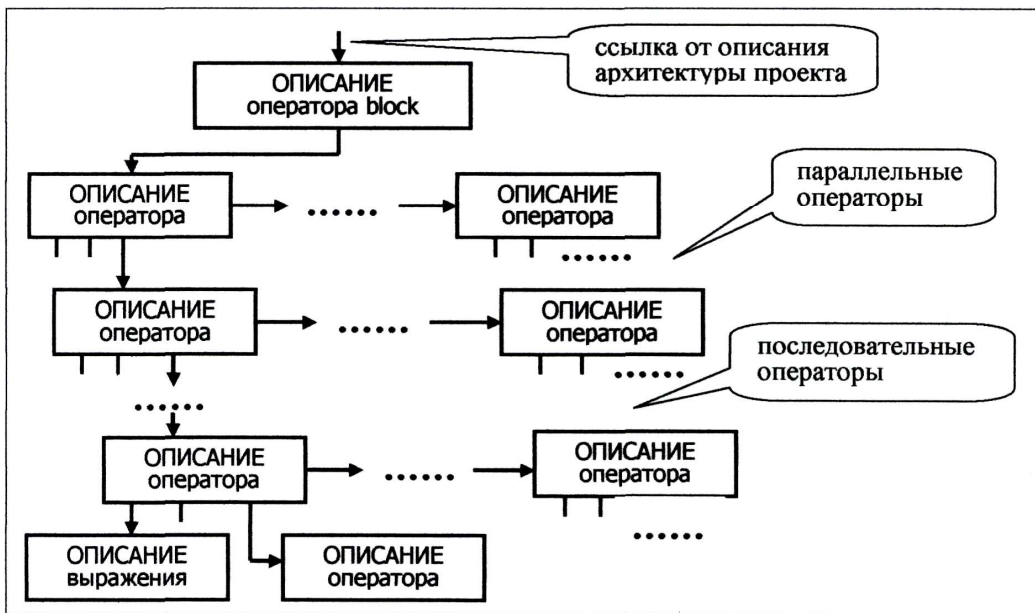 ссылка от описания
архитектуры проекта
ОПИСАНИЕ
оператора block
параллельные
операторы
ОПИСАНИЕ
оператора
......
ОПИСАНИЕ
оператора
......
ОПИСАНИЕ
оператора
......
ОПИСАНИЕ
оператора
......
последовательные
операторы
......
ОПИСАНИЕ
оператора
......
ОПИСАНИЕ
оператора
......
ОПИСАНИЕ
выражения
ОПИСАНИЕ
оператора